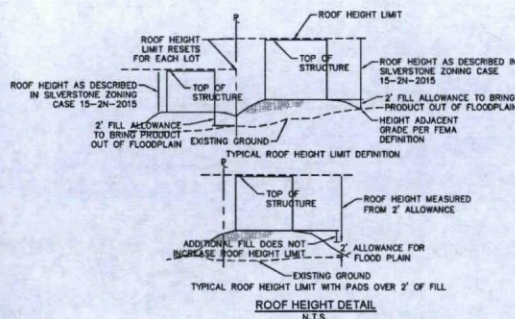 ROOF HEIGHT LIMIT
ROOF HEIGHT
LIMIT RESETS
FOR EACH LOT
TOP OF
STRUCTURE
ROOF HEIGHT AS DESCRIBED
IN SILVERSTONE ZONING
CASE 15-2N-2015
ROOF HEIGHT AS DESCRIBED
IN SILVERSTONE ZONING
CASE 15-2N-2015
TOP OF
STRUCTURE
2' FILL ALLOWANCE
TO BRING PRODUCT
OUT OF FLOODPLAIN
2' FILL ALLOWANCE TO BRING
PRODUCT OUT OF FLOODPLAIN
HEIGHT ADJACENT
GRADE PER FEMA
DEFINITION
EXISTING GROUND
TYPICAL ROOF HEIGHT LIMIT DEFINITION
TOP OF
STRUCTURE
ROOF HEIGHT MEASURED
FROM 2' ALLOWANCE
ADDITIONAL FILL DOES NOT
INCREASE ROOF HEIGHT LIMIT
2' ALLOWANCE FOR
FLOOD PLAIN
EXISTING GROUND
TYPICAL ROOF HEIGHT LIMIT WITH PADS OVER 2' OF FILL
ROOF HEIGHT DETAIL
N.T.S.